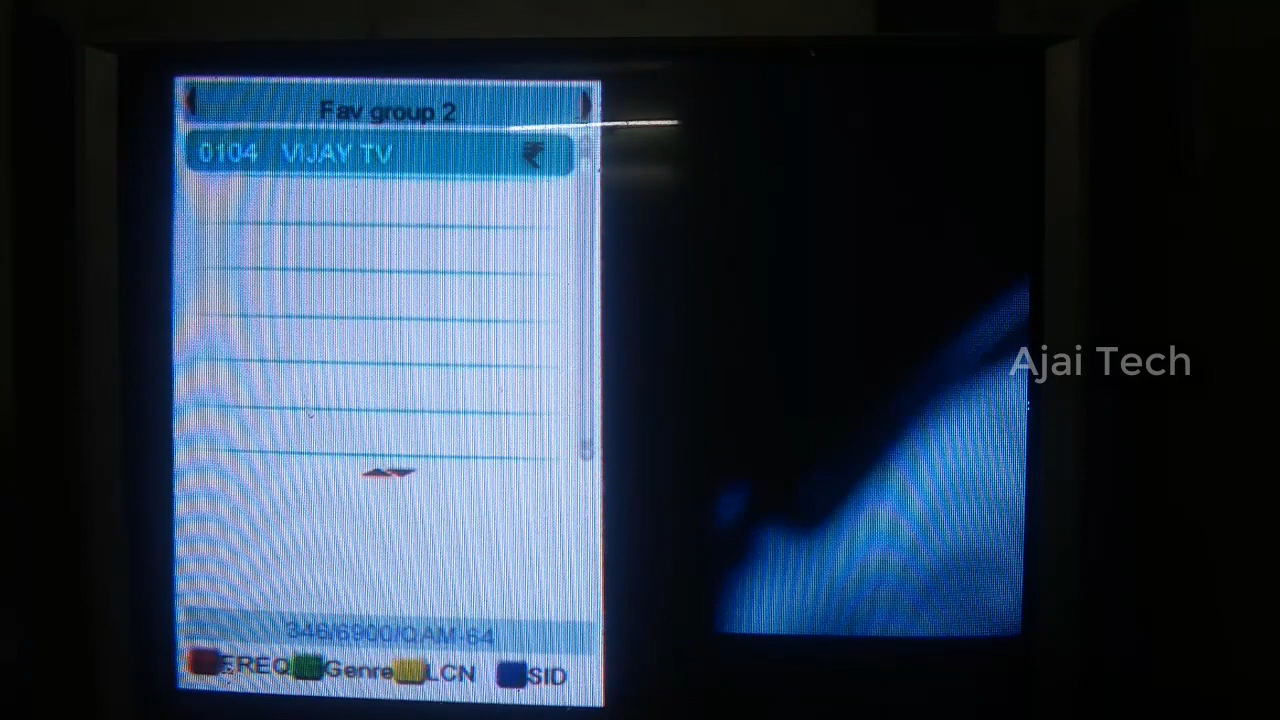 Fav group 2
0104 VIJAY TV ₹
Ajai Tech
346/6900/QAM-64
FREQ Genre LCN SID